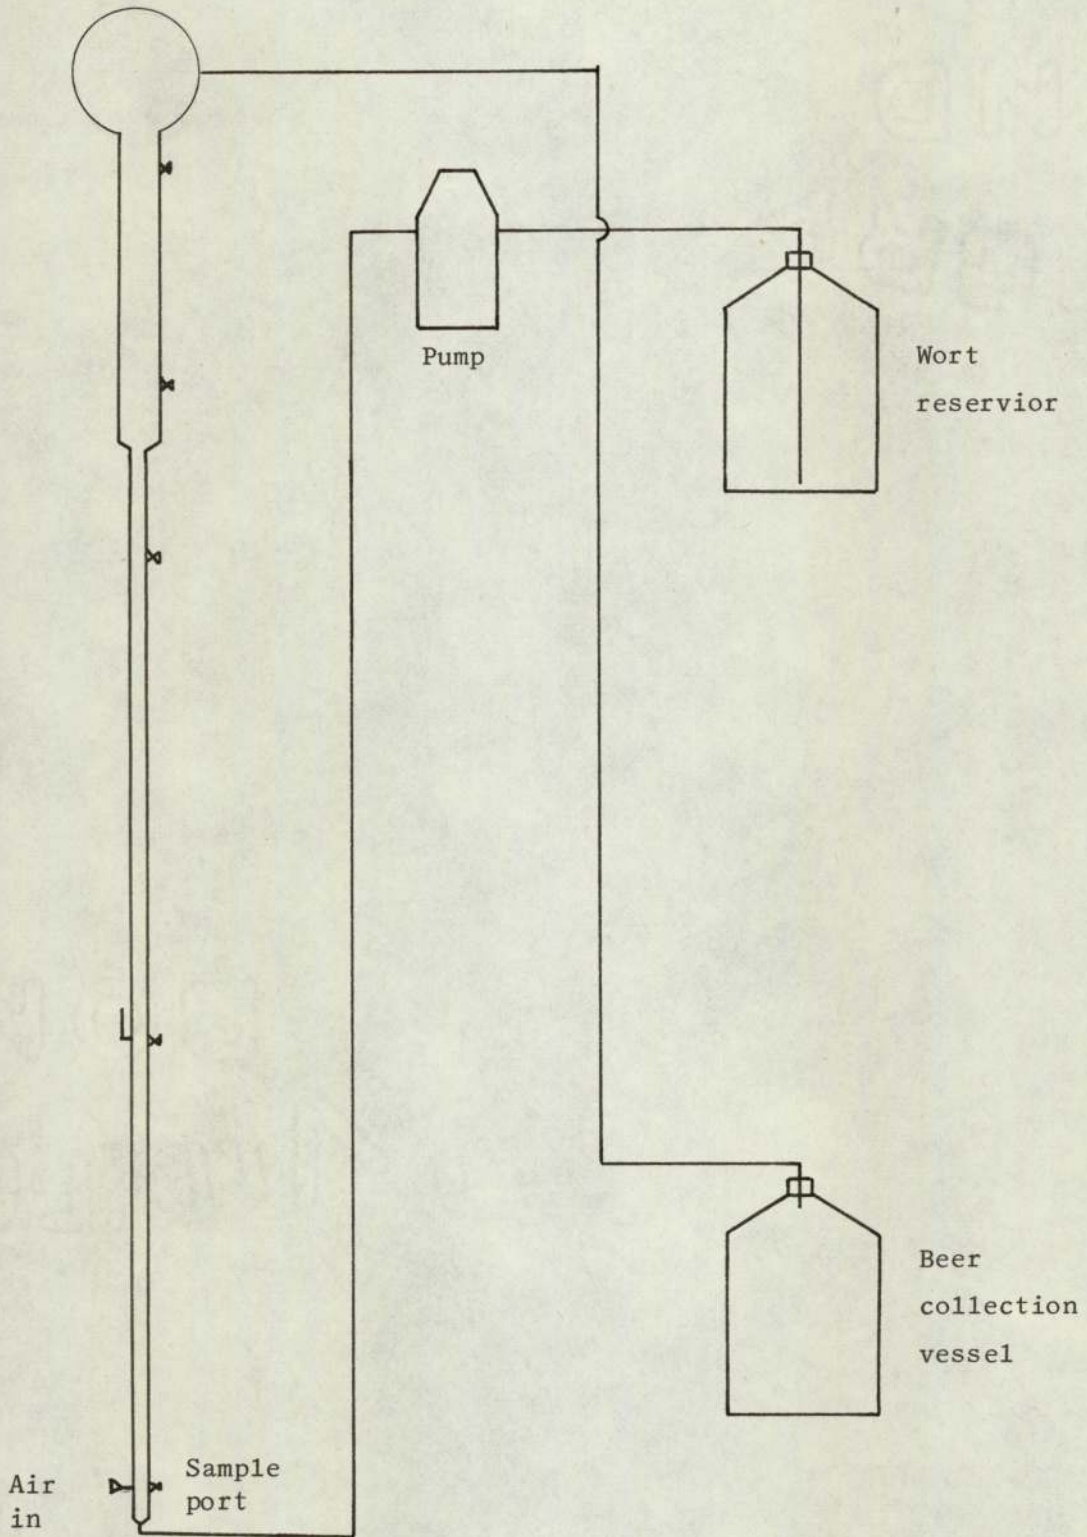 Pump
Wort
reservior
Beer
collection
vessel
Sample
port
Air
in